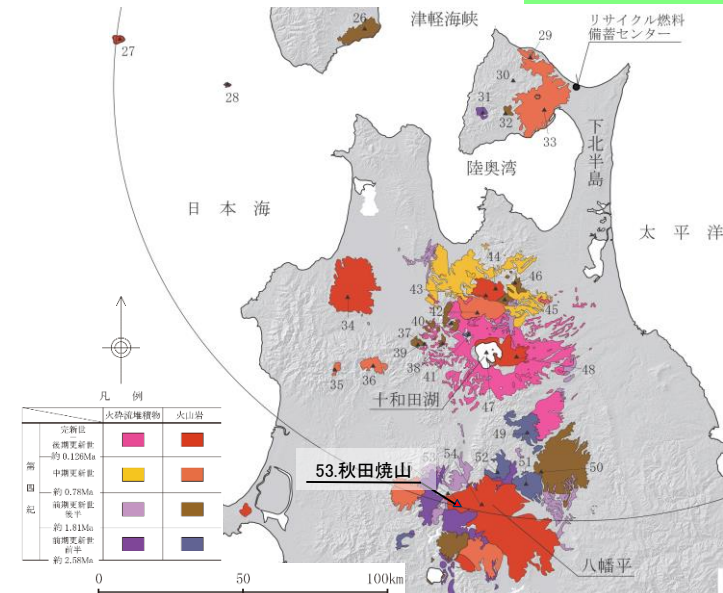 津軽海峡
リサイクル燃料
備蓄センター
26
27
28
29
30
31
32
33
下北半島
陸奥湾
日本海
太平洋
44
46
43
42
45
34
37
40
39
38
41
48
35
36
十和田湖
47
49
53
54
52
51
50
53.秋田焼山
八幡平
凡 例
火砕流堆積物
火山岩
第四紀
完新世
後期更新世
約 0.126Ma
中期更新世
約 0.78Ma
前期更新世
後半
約 1.81Ma
前期更新世
前半
約 2.58Ma
0
50
100km